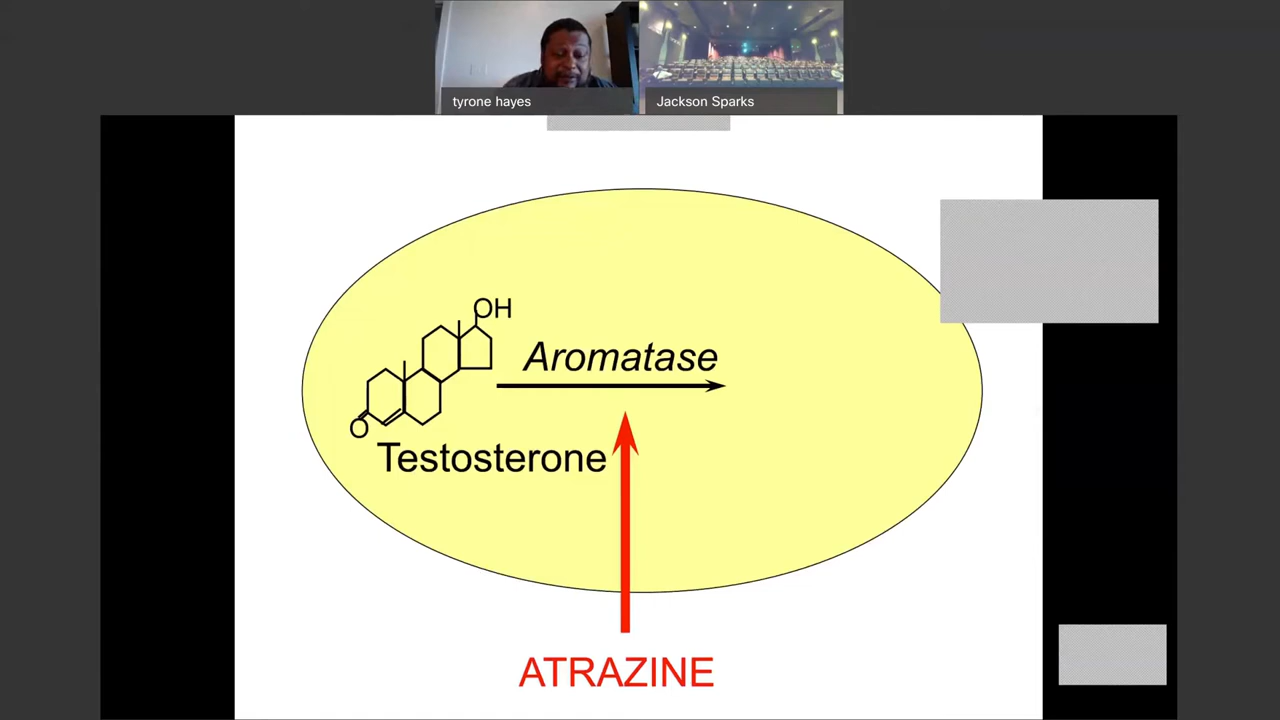 tyrone hayes
Jackson Sparks
OH
Aromatase
O
Testosterone
ATRAZINE